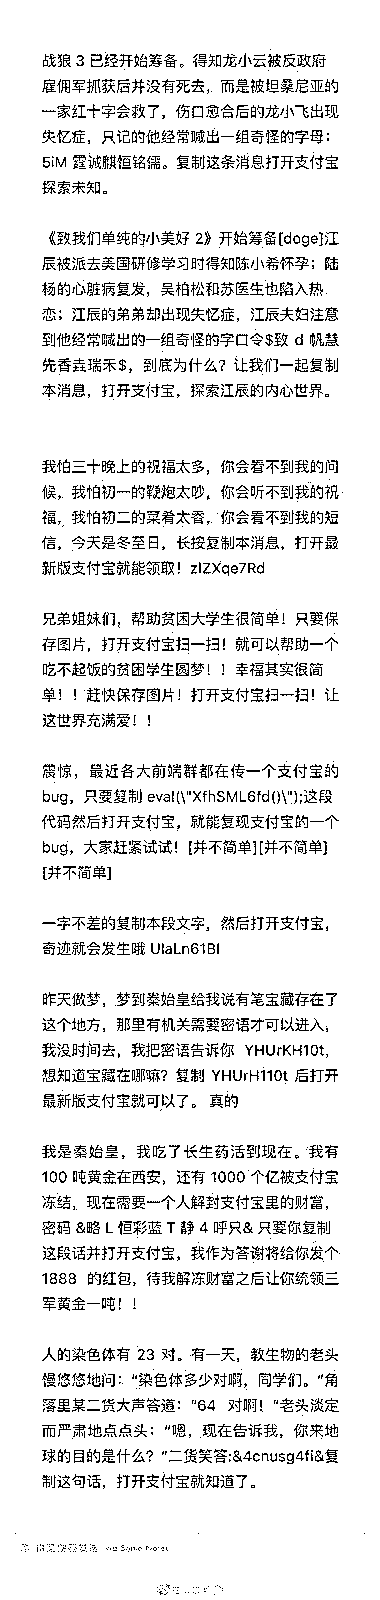 战狼 3 已经开始筹备。得知龙小云被反政府
雇佣军抓获后并没有死去，而是被坦桑尼亚的
一家红十字会救了，伤口愈合后的龙小飞出现
失忆症，只记的他经常喊出一组奇怪的字母：
5iM 霆诚麒恒铭儒。复制这条消息打开支付宝
探索未知。
《致我们单纯的小美好 2》开始筹备[doge]江
辰被派去美国研修学习时得知陈小希怀孕；陆
杨的心脏病复发，吴柏松和苏医生也陷入热
恋；江辰的弟弟却出现失忆症，江辰夫妇注意
到他经常喊出的一组奇怪的字口令$致 d 帆慧
先香垚瑞禾$，到底为什么？让我们一起复制
本消息，打开支付宝，探索江辰的内心世界。
我怕三十晚上的祝福太多，你会看不到我的问
候，我怕初一的鞭炮太吵，你会听不到我的祝
福，我怕初二的菜肴太香，你会看不到我的短
信，今天是冬至日，长按复制本消息，打开最
新版支付宝就能领取！zlZXqe7Rd
兄弟姐妹们，帮助贫困大学生很简单！只要保
存图片，打开支付宝扫一扫！就可以帮助一个
吃不起饭的贫困学生圆梦！！幸福其实很简
单！！赶快保存图片！打开支付宝扫一扫！让
这世界充满爱！！
震惊，最近各大前端群都在传一个支付宝的
bug，只要复制 eval(\"XfhSML6fd()\");这段
代码然后打开支付宝，就能复现支付宝的一个
bug，大家赶紧试试！[并不简单][并不简单]
[并不简单]
一字不差的复制本段文字，然后打开支付宝，
奇迹就会发生哦 UlaLn61Bl
昨天做梦，梦到秦始皇给我说有笔宝藏存在了
这个地方，那里有机关需要密语才可以进入，
我没时间去，我把密语告诉你 YHUrKH10t，
想知道宝藏在哪嘛？复制 YHUrH110t 后打开
最新版支付宝就可以了。 真的
我是秦始皇，我吃了长生药活到现在。我有
100 吨黄金在西安，还有 1000 个亿被支付宝
冻结，现在需要一个人解封支付宝里的财富，
密码 &略 L 恒彩蓝 T 静 4 呼只& 只要你复制
这段话并打开支付宝，我作为答谢将给你发个
1888 的红包，待我解冻财富之后让你统领三
军黄金一吨！！
人的染色体有 23 对。有一天，教生物的老头
慢悠悠地问：“染色体多少对啊，同学们。”角
落里某二货大声答道：“64 对啊！”老头淡定
而严肃地点点头：“嗯，现在告诉我，你来地
球的目的是什么？”二货笑答:&4cnusg4fi&复
制这句话，打开支付宝就知道了。